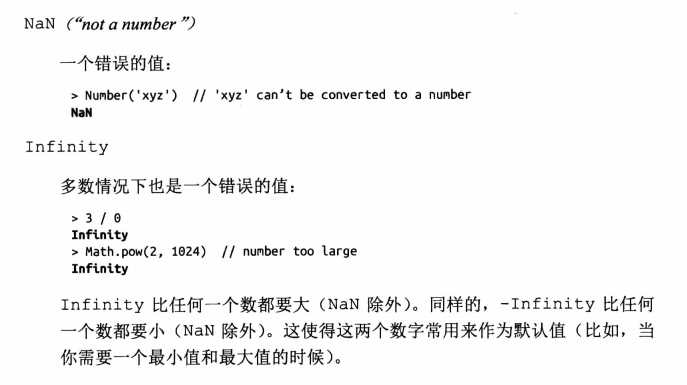 NaN（“not a number”）
一个错误的值：
> Number('xyz')  // 'xyz' can't be converted to a number
NaN
Infinity
多数情况下也是一个错误的值：
> 3 / 0
Infinity
> Math.pow(2, 1024)  // number too large
Infinity
Infinity 比任何一个数都要大（NaN 除外）。同样的，-Infinity 比任何
一个数都要小（NaN 除外）。这使得这两个数字常用来作为默认值（比如，当
你需要一个最小值和最大值的时候）。